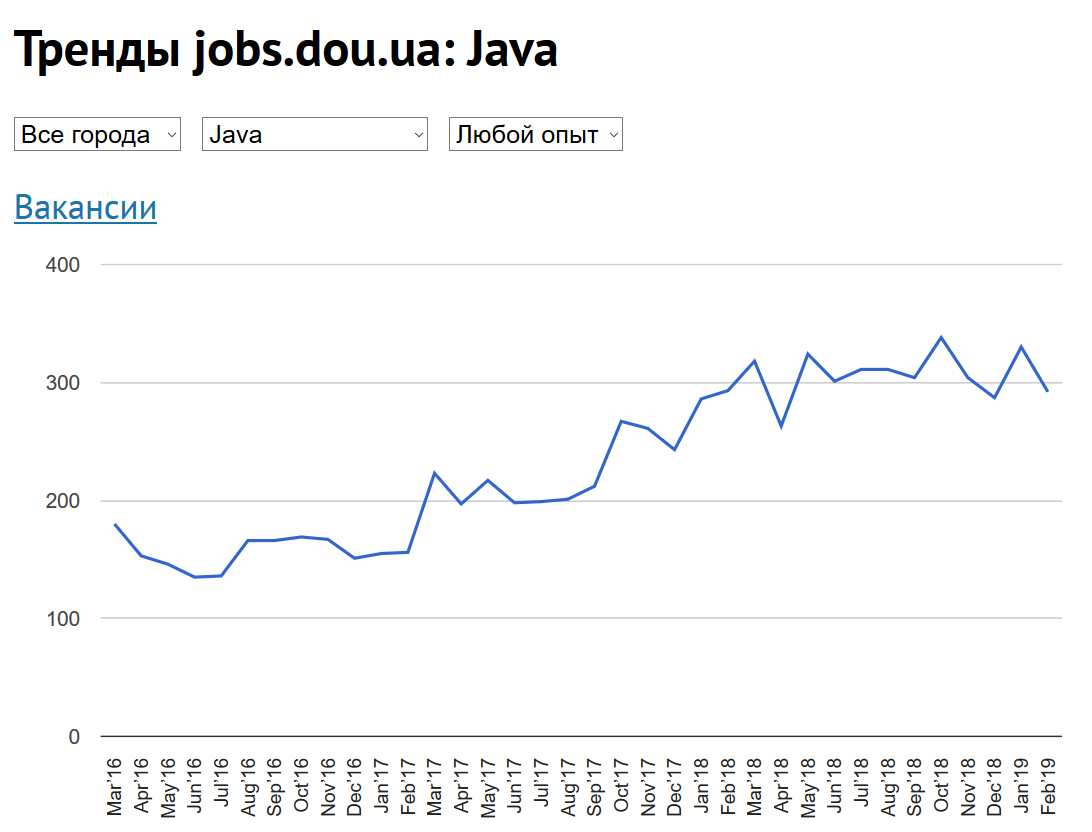 Тренды jobs.dou.ua: Java
Все города Java Любой опыт
Вакансии
400
300
200
100
0
Mar’16 Apr’16 May’16 Jun’16 Jul’16 Aug’16 Sep’16 Oct’16 Nov’16 Dec’16 Jan’17 Feb’17 Mar’17 Apr’17 May’17 Jun’17 Jul’17 Aug’17 Sep’17 Oct’17 Nov’17 Dec’17 Jan’18 Feb’18 Mar’18 Apr’18 May’18 Jun’18 Jul’18 Aug’18 Sep’18 Oct’18 Nov’18 Dec’18 Jan’19 Feb’19